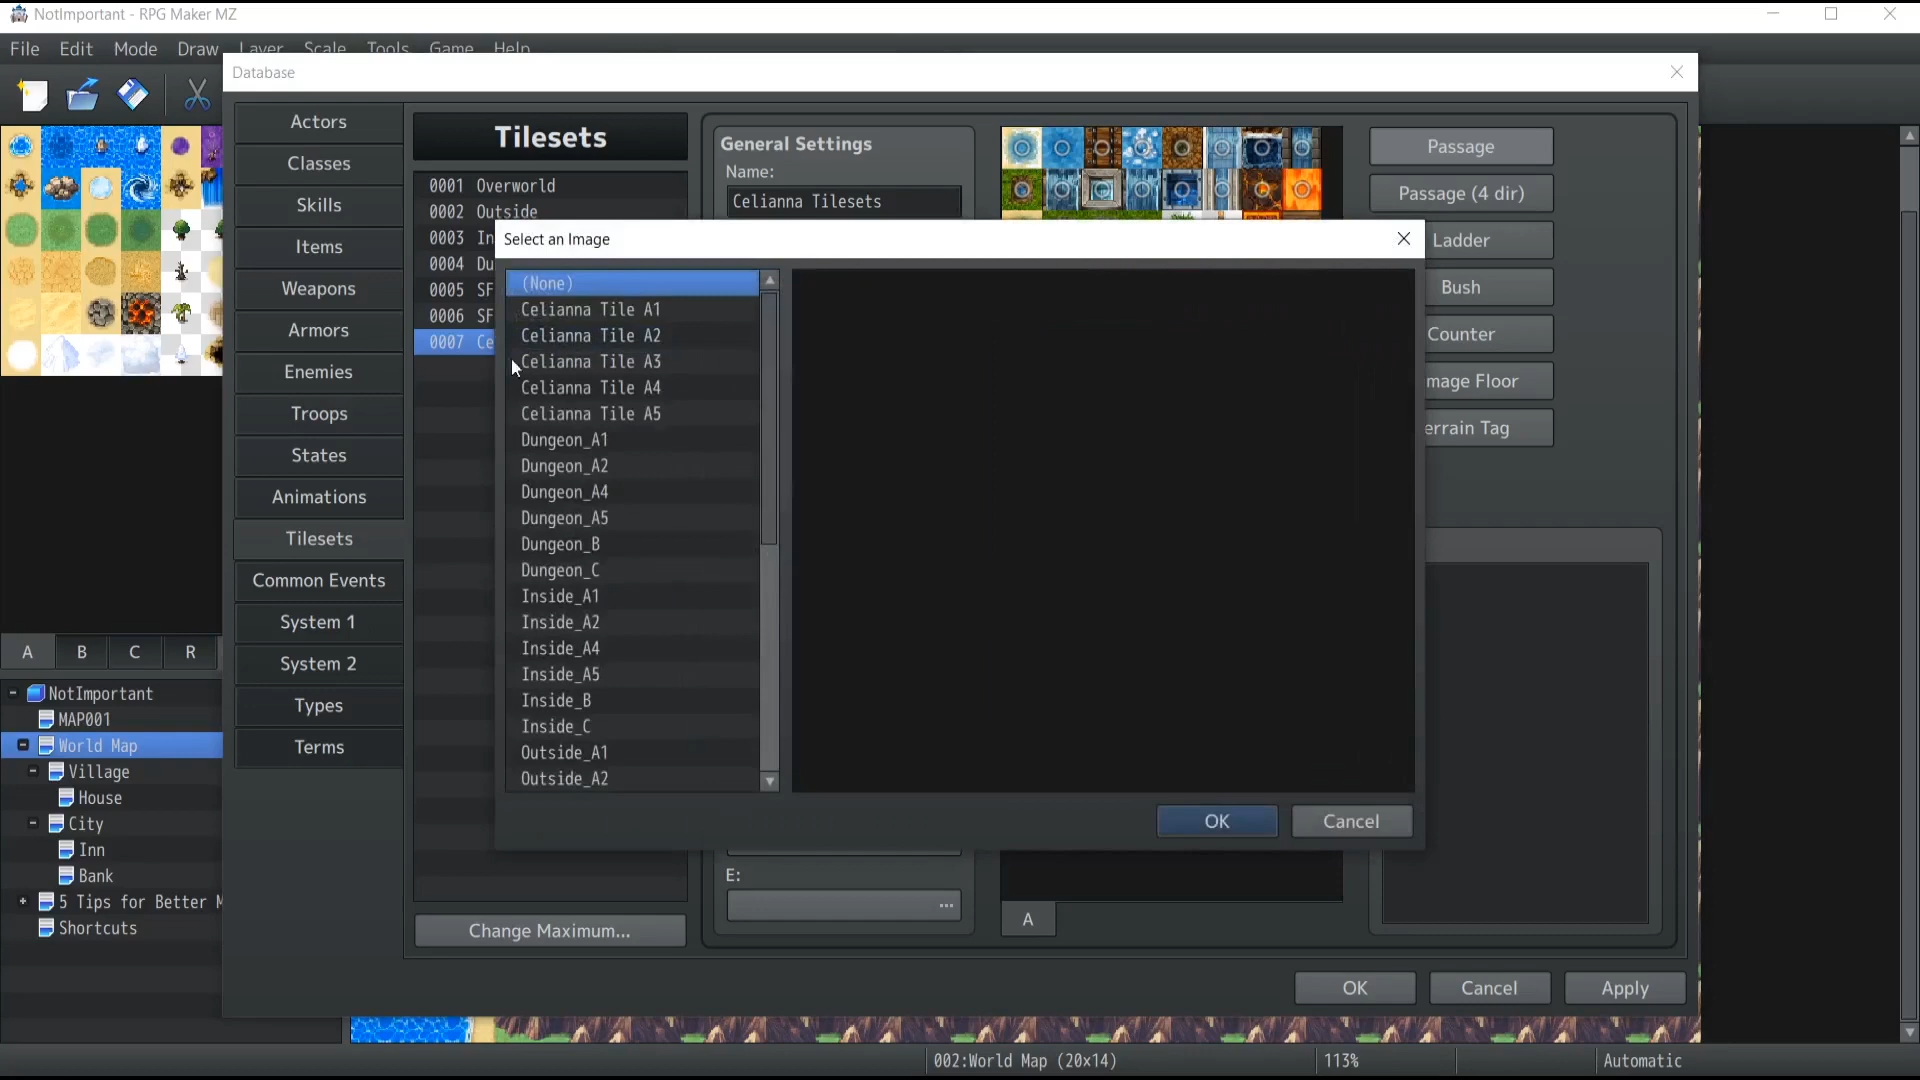 NotImportant - RPG Maker MZ
File Edit Mode Draw Layer Scale Tools Game Help
Database
Actors
Classes
Skills
Items
Weapons
Armors
Enemies
Troops
States
Animations
Tilesets
Common Events
System 1
System 2
Types
Terms
Tilesets
0001 Overworld
0002 Outside
0003 In
0004 Du
0005 SF
0006 SF
0007 Ce
Change Maximum...
General Settings
Name:
Celianna Tilesets
E:
...
A
Passage
Passage (4 dir)
Ladder
Bush
Counter
mage Floor
errain Tag
Select an Image
(None)
Celianna Tile A1
Celianna Tile A2
Celianna Tile A3
Celianna Tile A4
Celianna Tile A5
Dungeon_A1
Dungeon_A2
Dungeon_A4
Dungeon_A5
Dungeon_B
Dungeon_C
Inside_A1
Inside_A2
Inside_A4
Inside_A5
Inside_B
Inside_C
Outside_A1
Outside_A2
OK Cancel
OK Cancel Apply
A B C R
NotImportant
MAP001
World Map
Village
House
City
Inn
Bank
5 Tips for Better M
Shortcuts
002:World Map (20x14) 113% Automatic